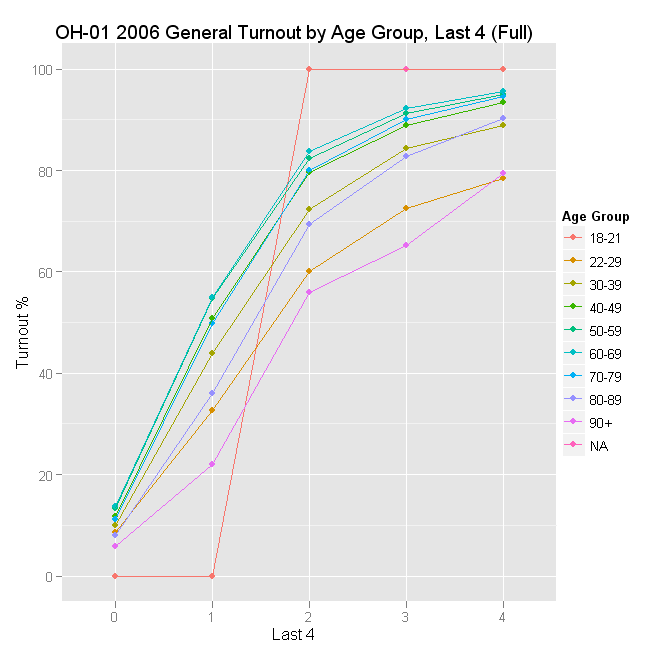 OH-01 2006 General Turnout by Age Group, Last 4 (Full)
100
80
60
40
20
0
Turnout %
0 1 2 3 4
Last 4
Age Group
18-21
22-29
30-39
40-49
50-59
60-69
70-79
80-89
90+
NA